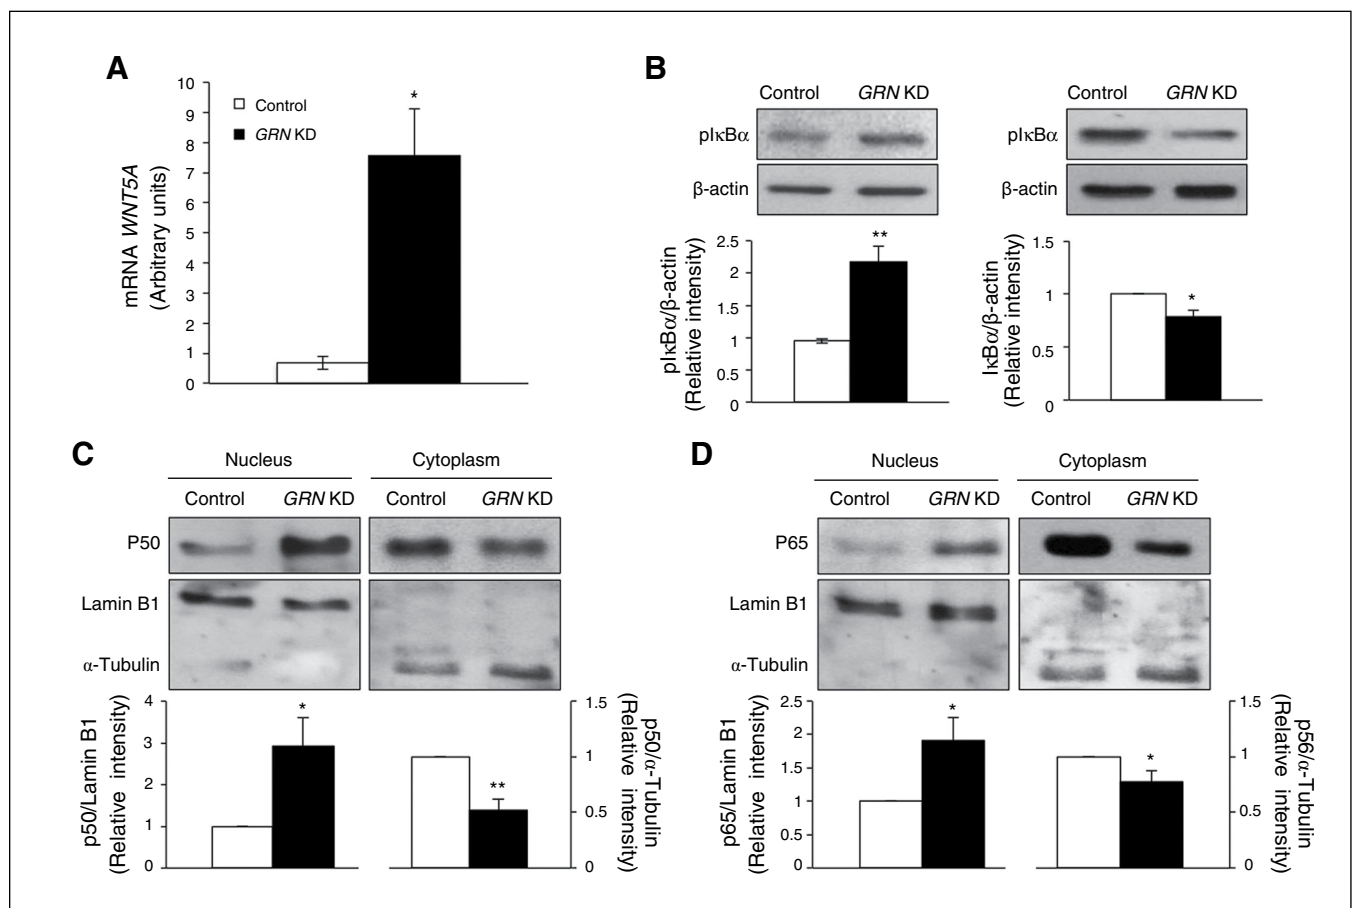 A
10
9
8
7
6
5
4
3
2
1
0
mRNA WNT5A
(Arbitrary units)
Control
GRN KD
*
B
Control GRN KD
pIκBα
β-actin
2.5
2
1.5
1
0.5
0
pIκBα/β-actin
(Relative intensity)
**
Control GRN KD
pIκBα
β-actin
1.5
1
0.5
0
IκBα/β-actin
(Relative intensity)
*
C
Nucleus Cytoplasm
Control GRN KD Control GRN KD
P50
Lamin B1
α-Tubulin
4
3
2
1
0
p50/Lamin B1
(Relative intensity)
*
**
1.5
1
0.5
0
p50/α-Tubulin
(Relative intensity)
D
Nucleus Cytoplasm
Control GRN KD Control GRN KD
P65
Lamin B1
α-Tubulin
2.5
2
1.5
1
0.5
0
p65/Lamin B1
(Relative intensity)
*
*
1.5
1
0.5
0
p56/α-Tubulin
(Relative intensity)